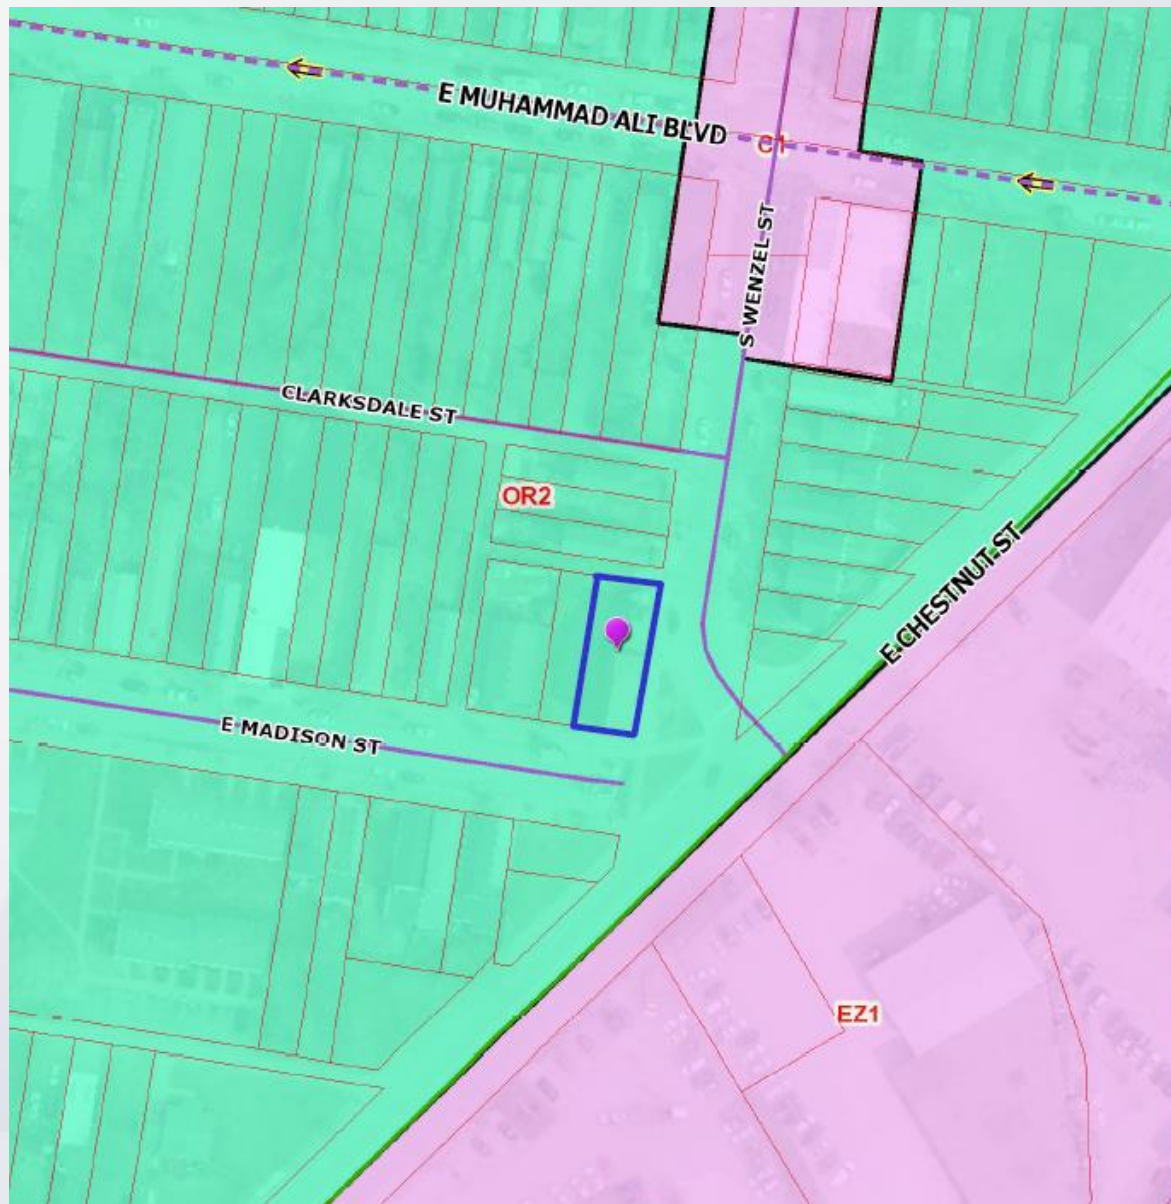 E MUHAMMAD ALI BLVD
C1
S WENZEL ST
CLARKSDALE ST
OR2
E CHESTNUT ST
E MADISON ST
EZ1